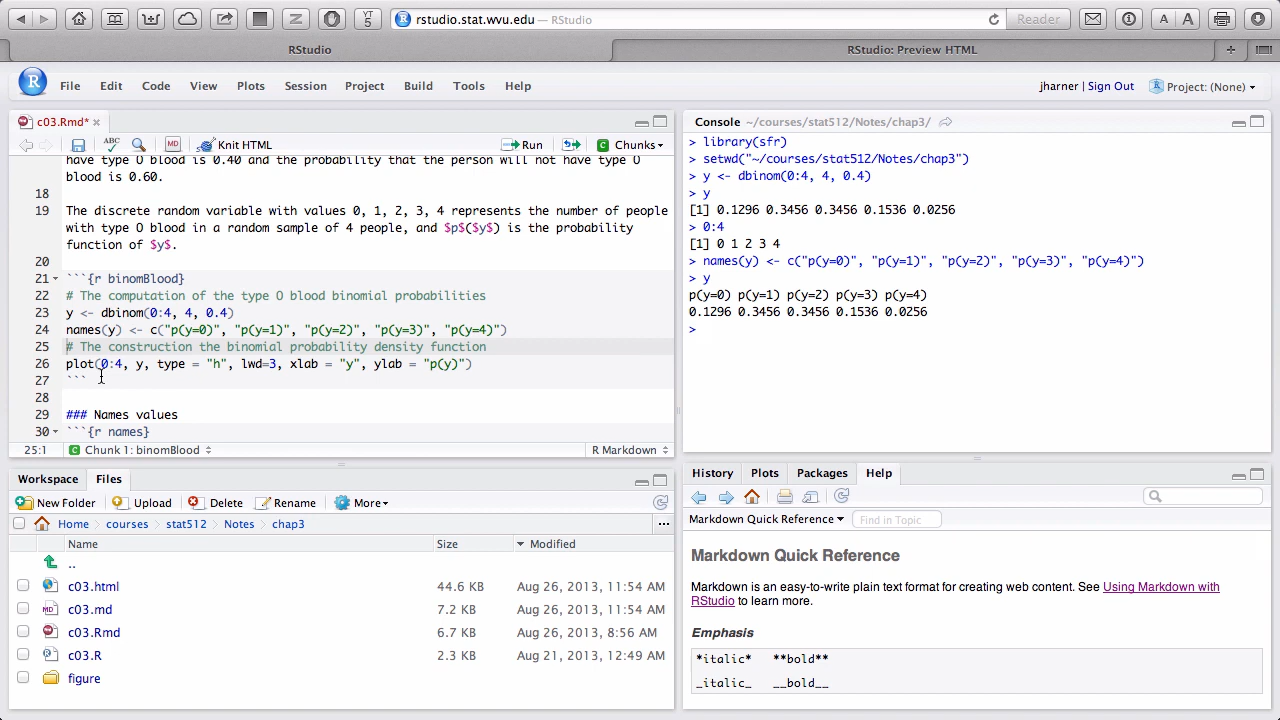 YT
5
rstudio.stat.wvu.edu — RStudio
Reader
A A
RStudio
RStudio: Preview HTML
+
R
File Edit Code View Plots Session Project Build Tools Help
jharner | Sign Out
Project: (None)
c03.Rmd*
ABC
MD
Knit HTML
Run
Chunks
have type O blood is 0.40 and the probability that the person will not have type O
blood is 0.60.
18
19 The discrete random variable with values 0, 1, 2, 3, 4 represents the number of people
with type O blood in a random sample of 4 people, and $p$($y$) is the probability
function of $y$.
20
21 ```{r binomBlood}
22 # The computation of the type O blood binomial probabilities
23 y <- dbinom(0:4, 4, 0.4)
24 names(y) <- c("p(y=0)", "p(y=1)", "p(y=2)", "p(y=3)", "p(y=4)")
25 # The construction the binomial probability density function
26 plot(0:4, y, type = "h", lwd=3, xlab = "y", ylab = "p(y)")
27 ```
28
29 ### Names values
30 ```{r names}
25:1 Chunk 1: binomBlood R Markdown
Console ~/courses/stat512/Notes/chap3/
> library(sfr)
> setwd("~/courses/stat512/Notes/chap3")
> y <- dbinom(0:4, 4, 0.4)
> y
[1] 0.1296 0.3456 0.3456 0.1536 0.0256
> 0:4
[1] 0 1 2 3 4
> names(y) <- c("p(y=0)", "p(y=1)", "p(y=2)", "p(y=3)", "p(y=4)")
> y
p(y=0) p(y=1) p(y=2) p(y=3) p(y=4)
0.1296 0.3456 0.3456 0.1536 0.0256
>
Workspace Files
New Folder Upload Delete Rename More
Home courses stat512 Notes chap3 ...
Name Size Modified
..
c03.html 44.6 KB Aug 26, 2013, 11:54 AM
c03.md 7.2 KB Aug 26, 2013, 11:54 AM
c03.Rmd 6.7 KB Aug 26, 2013, 8:56 AM
c03.R 2.3 KB Aug 21, 2013, 12:49 AM
figure
History Plots Packages Help
Markdown Quick Reference Find in Topic
Markdown Quick Reference
Markdown is an easy-to-write plain text format for creating web content. See Using Markdown with
RStudio to learn more.
Emphasis
*italic* **bold**
_italic_ __bold__